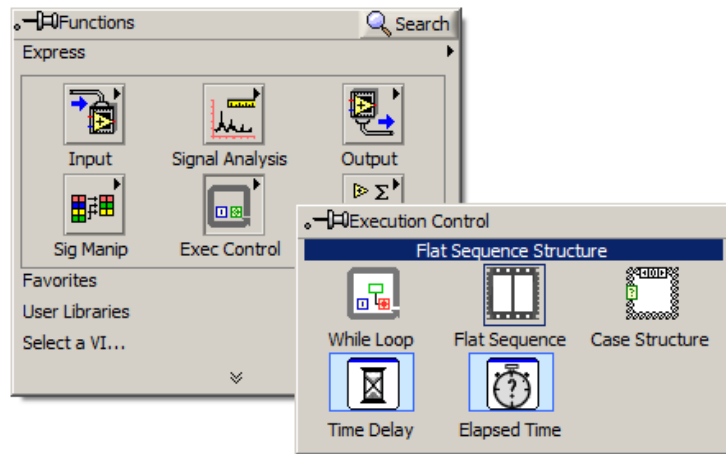 Functions Search
Express
Input Signal Analysis Output
Sig Manip Exec Control
Favorites
User Libraries
Select a VI...
Execution Control
Flat Sequence Structure
While Loop Flat Sequence Case Structure
Time Delay Elapsed Time